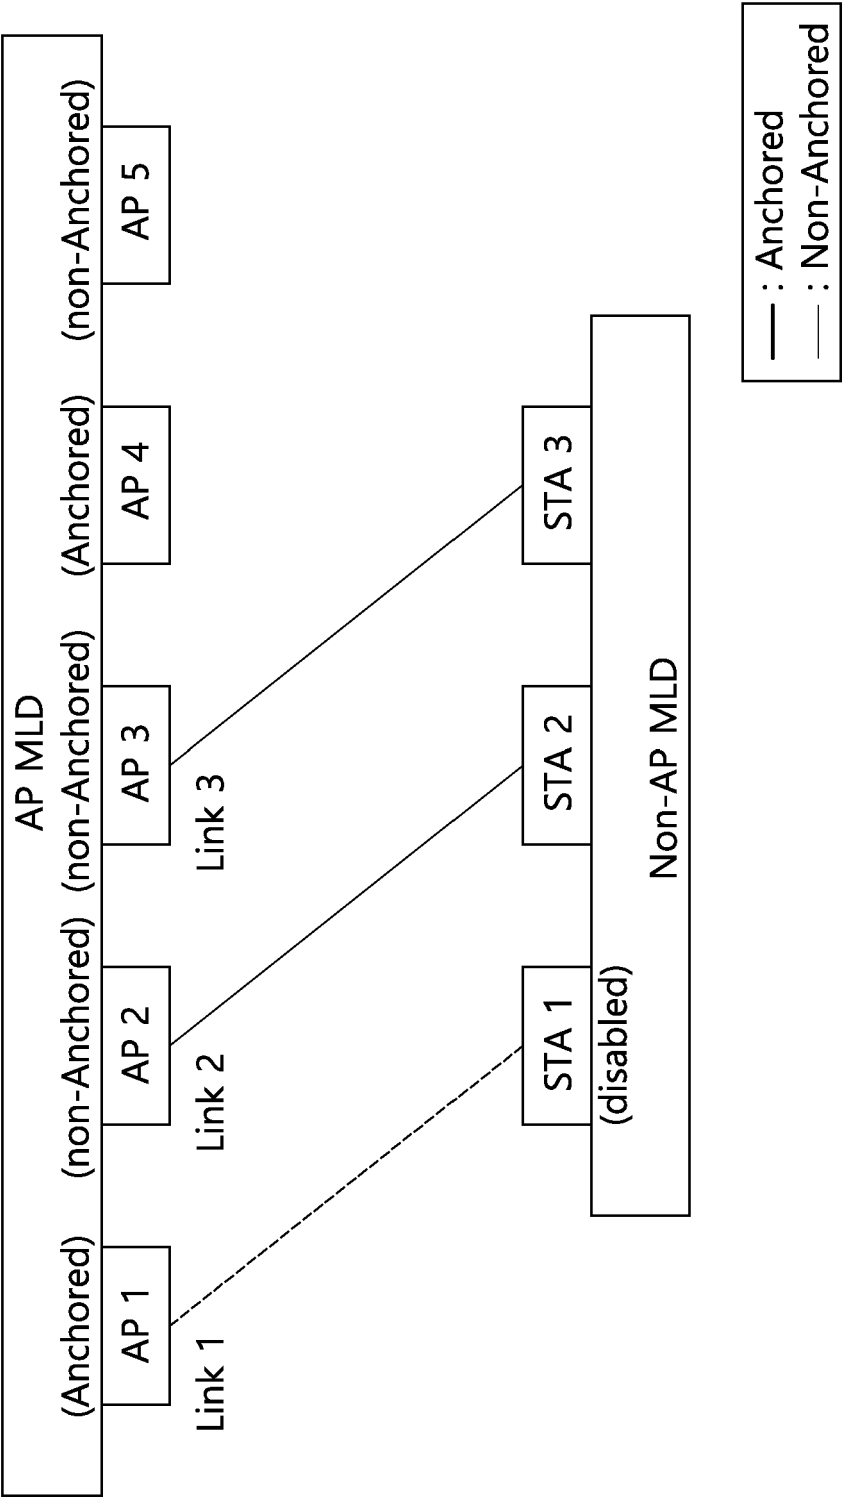 AP MLD
(Anchored)
(non-Anchored)
(non-Anchored)
(Anchored)
(non-Anchored)
AP 1
AP 2
AP 3
AP 4
AP 5
Link 1
Link 2
Link 3
STA 1
STA 2
STA 3
(disabled)
Non-AP MLD
: Anchored
: Non-Anchored